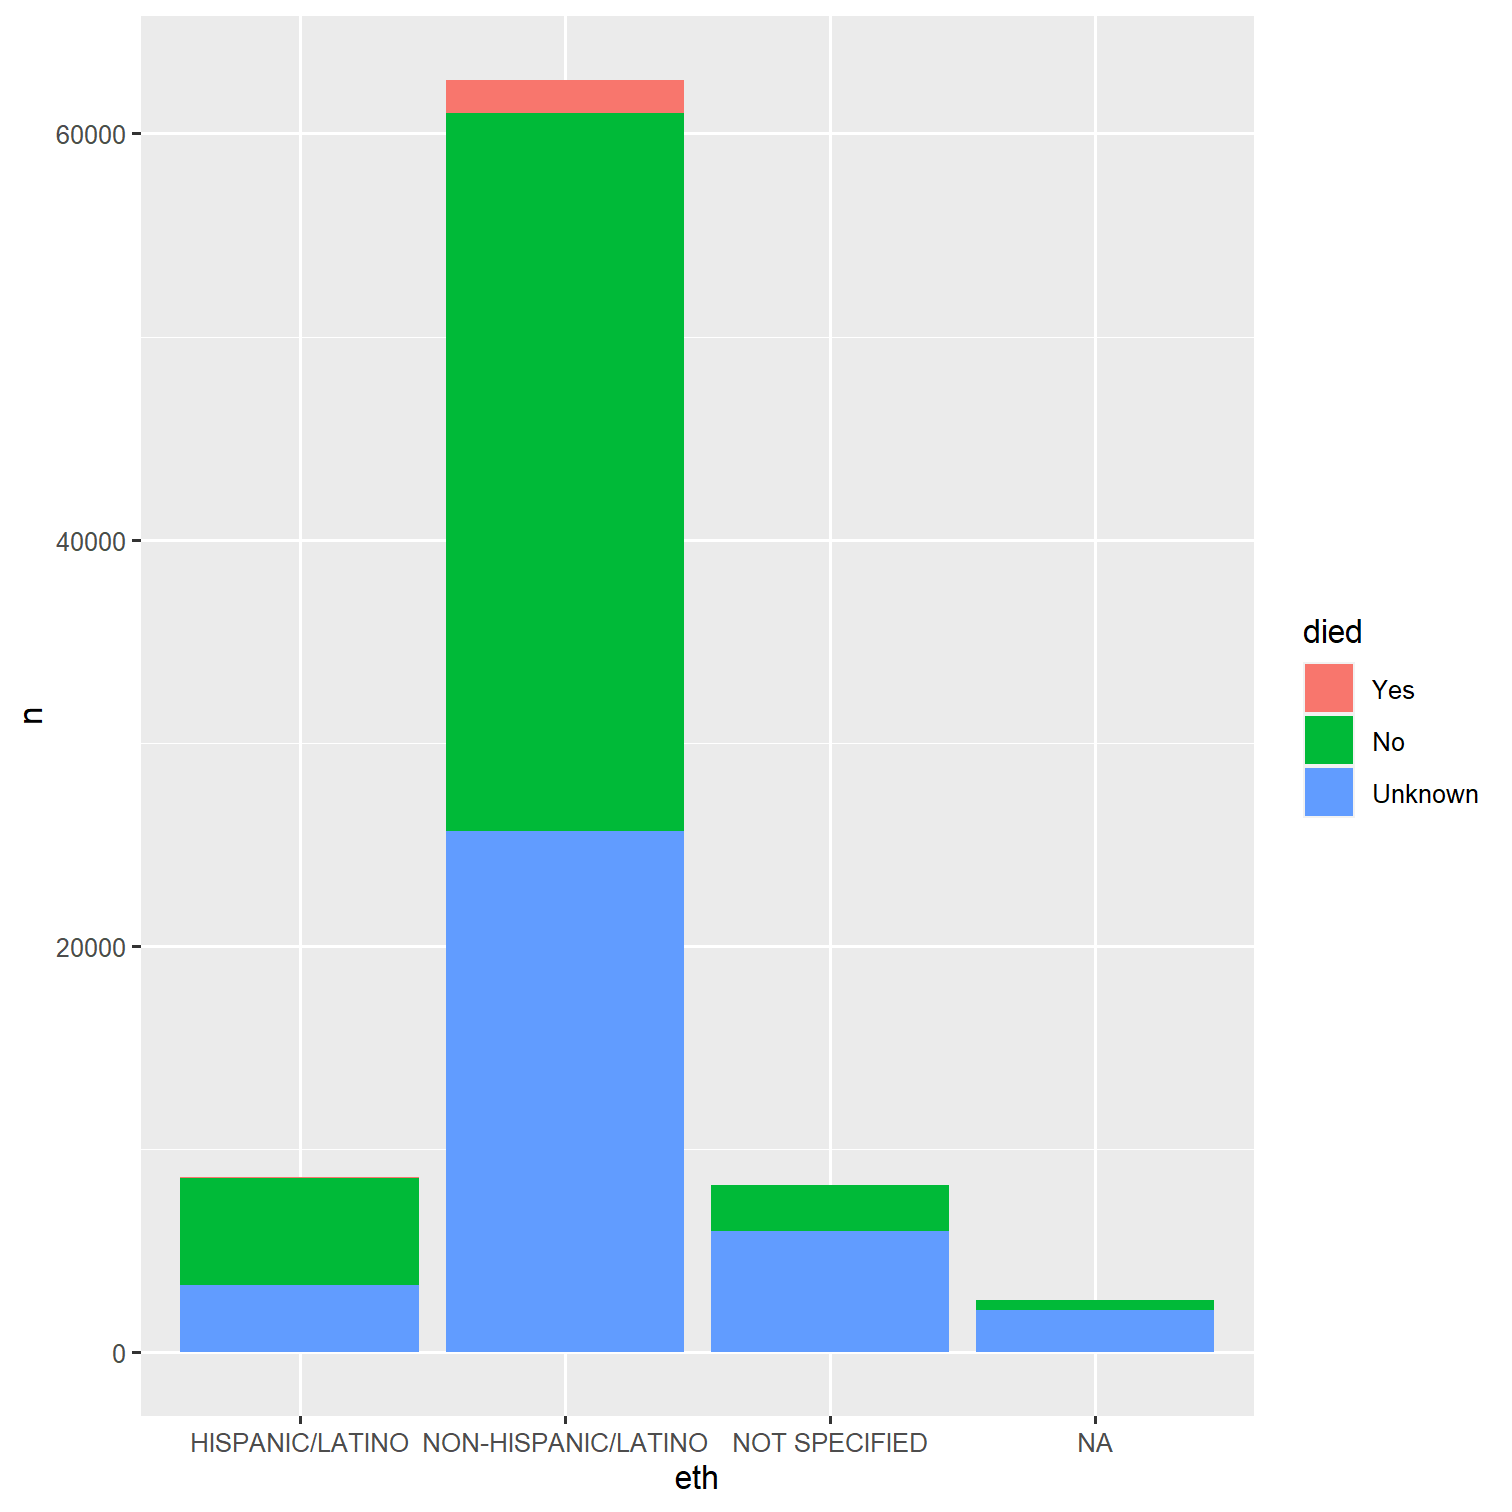 60000
40000
20000
0
n
HISPANIC/LATINO NON-HISPANIC/LATINO NOT SPECIFIED NA
eth
died
Yes
No
Unknown